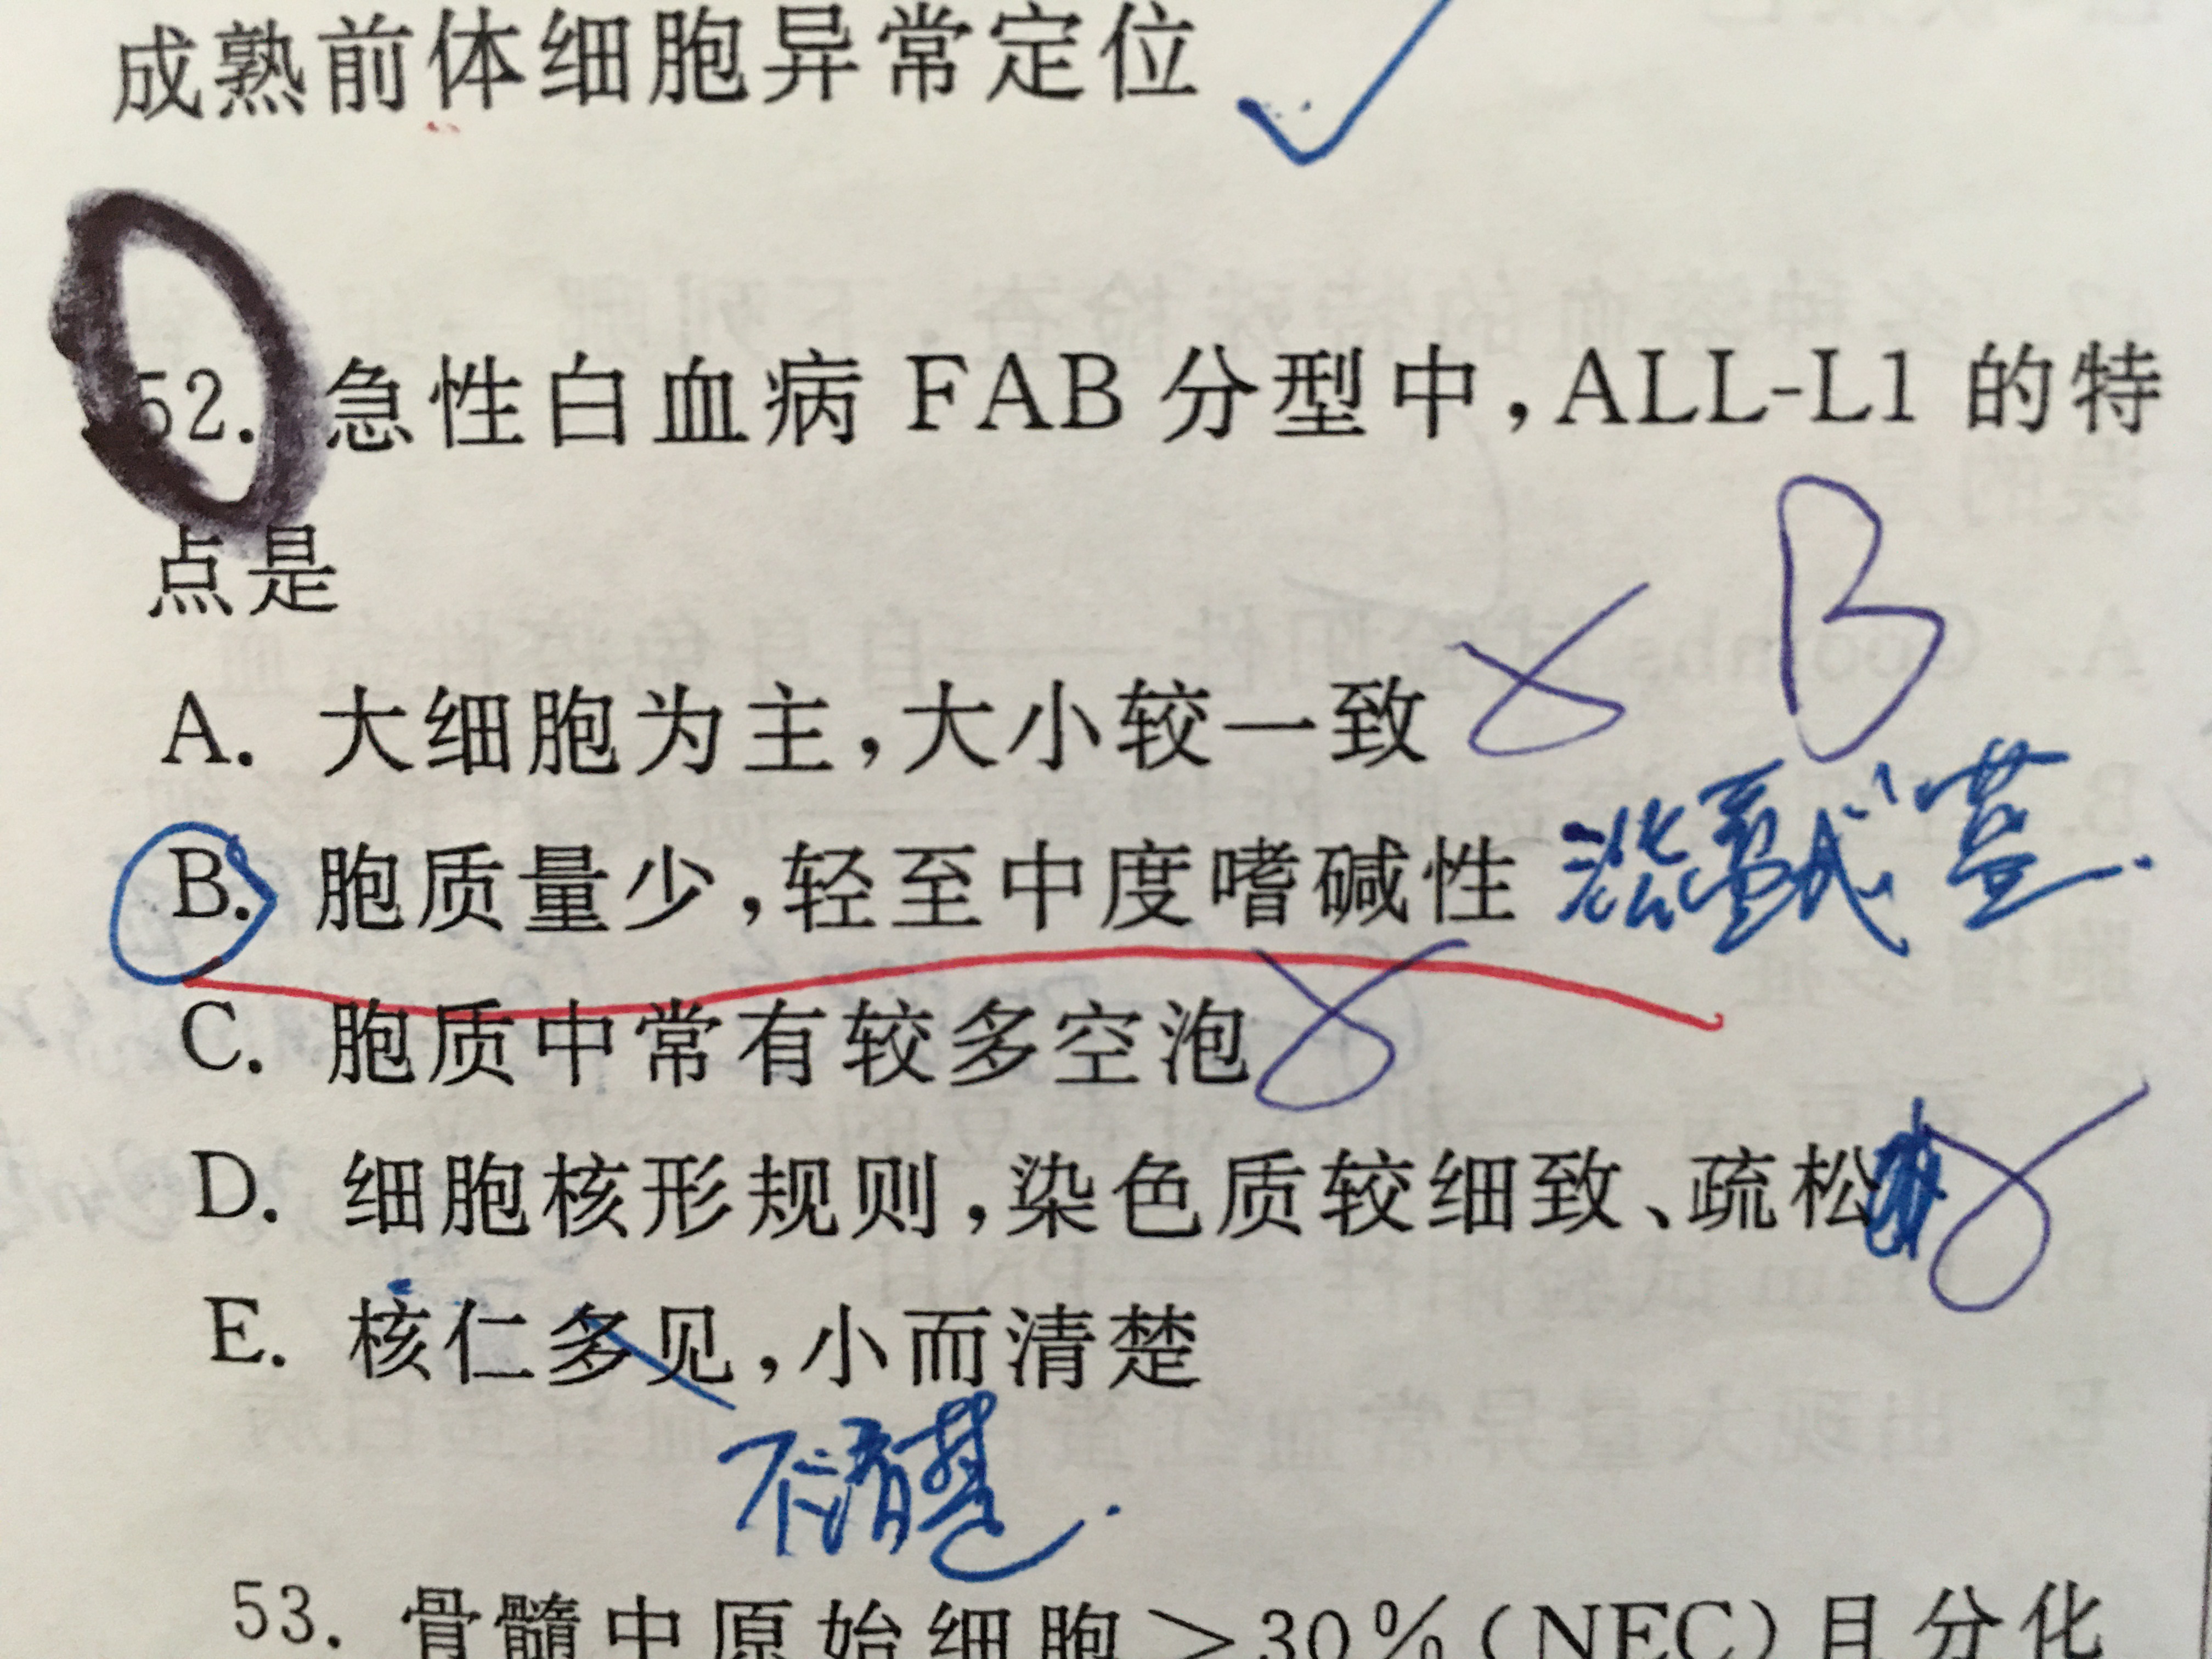 成熟前体细胞异常定位
52. 急性白血病 FAB 分型中，ALL-L1 的特
点是
B
A. 大细胞为主，大小较一致
B. 胞质量少，轻至中度嗜碱性
C. 胞质中常有较多空泡
D. 细胞核形规则，染色质较细致、疏松
E. 核仁多见，小而清楚
不清楚
53. 骨髓中原始细胞＞30%（NEC）且分化